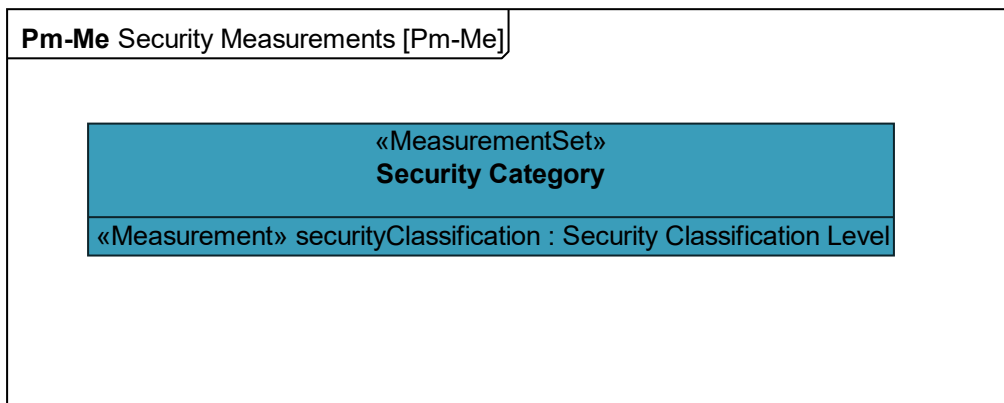 Pm-Me Security Measurements [Pm-Me]
«MeasurementSet»
Security Category
«Measurement» securityClassification : Security Classification Level